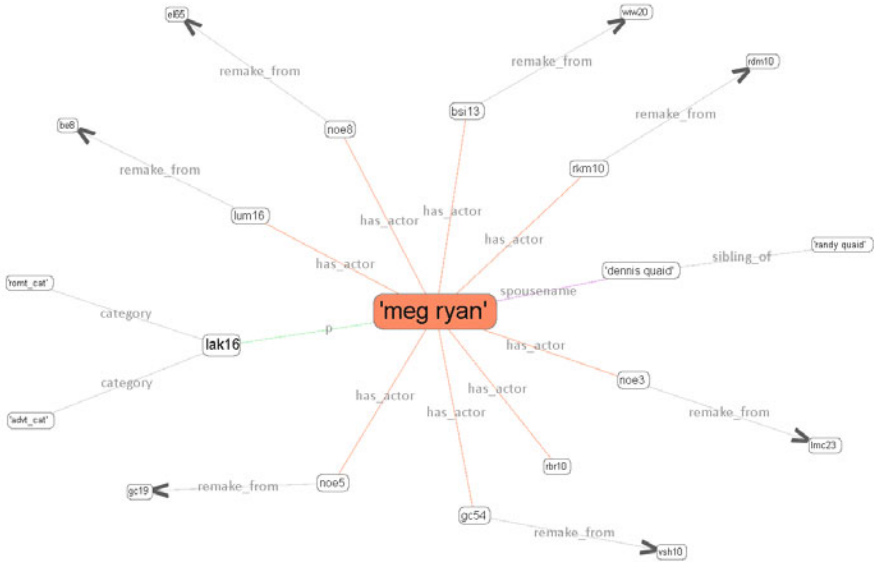 el65
wiw20
remake_from
remake_from
rdm10
noe8
bsi13
remake_from
be8
remake_from
rkm10
lum16
has_actor
has_actor
has_actor
has_actor
'randy quaid'
sibling_of
'dennis quaid'
'romt_cat'
spousename
'meg ryan'
category
p
lak16
has_actor
category
has_actor
has_actor
has_actor
noe3
remake_from
'advt_cat'
lmc23
rbr10
gc19
remake_from
noe5
gc54
remake_from
vsh10